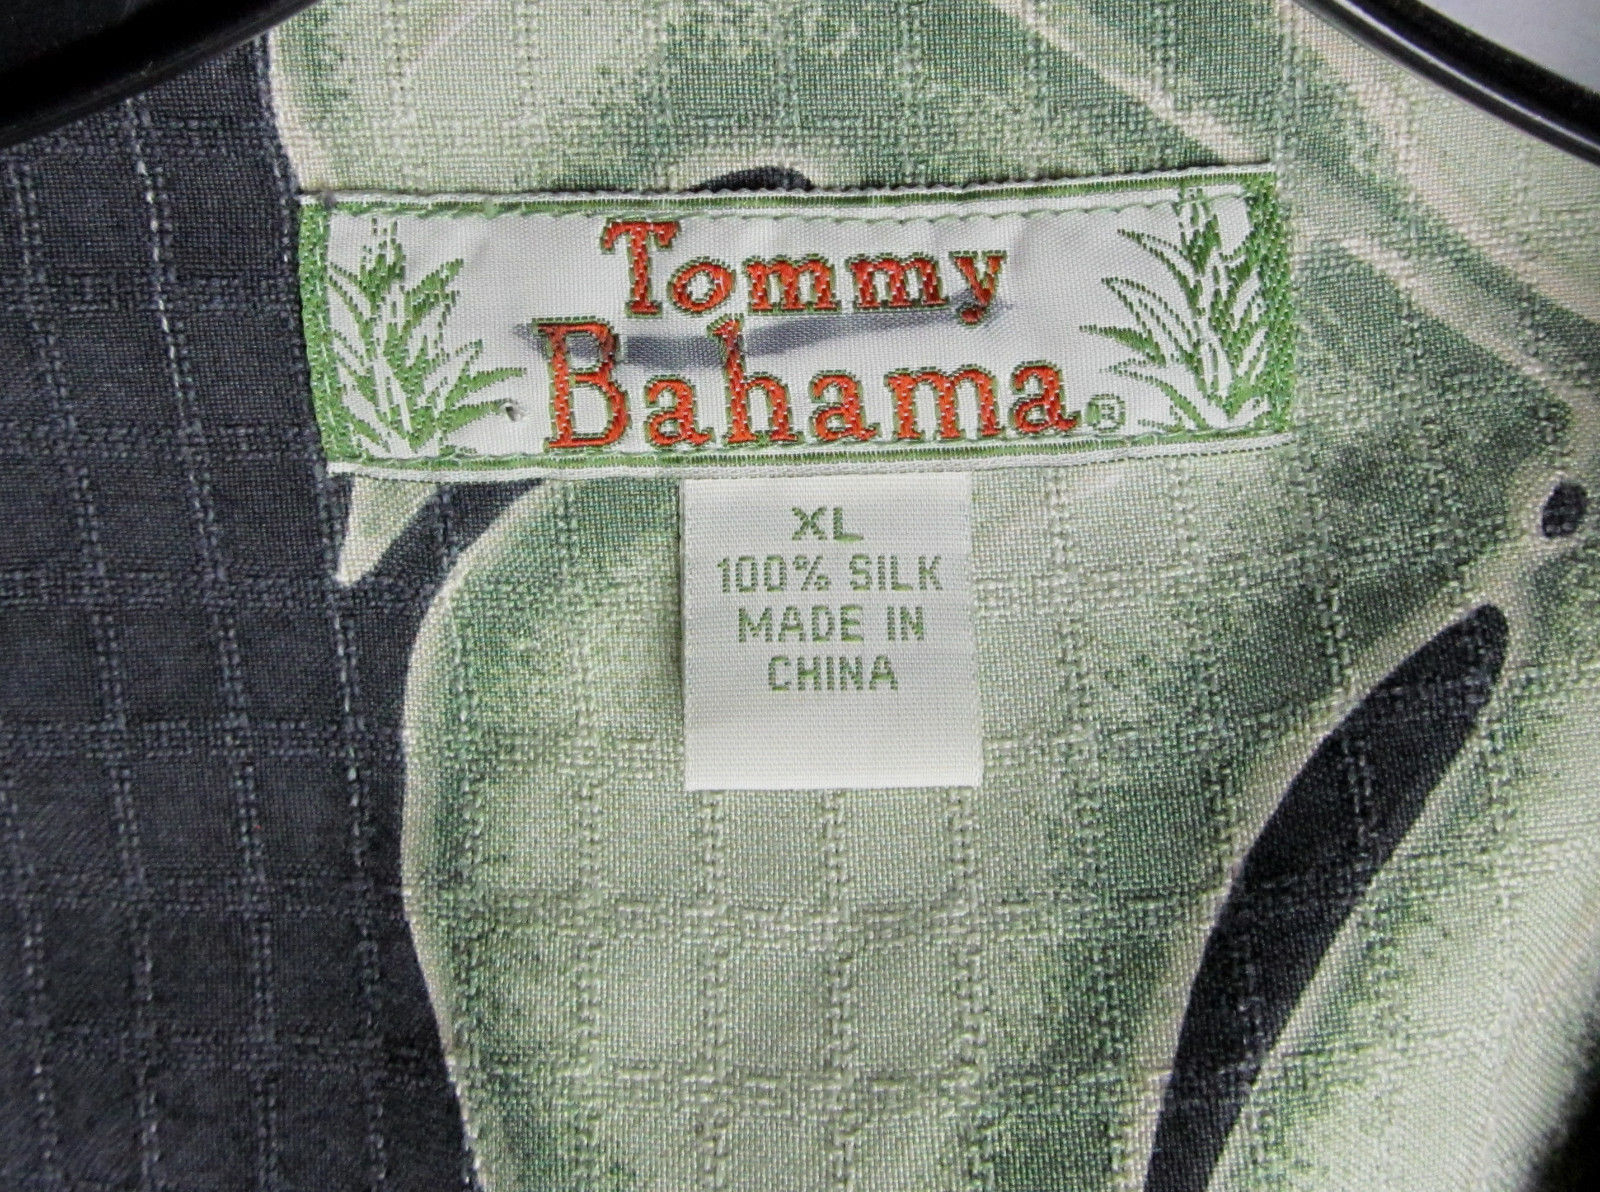 Tommy
Bahama®
XL
100% SILK
MADE IN
CHINA